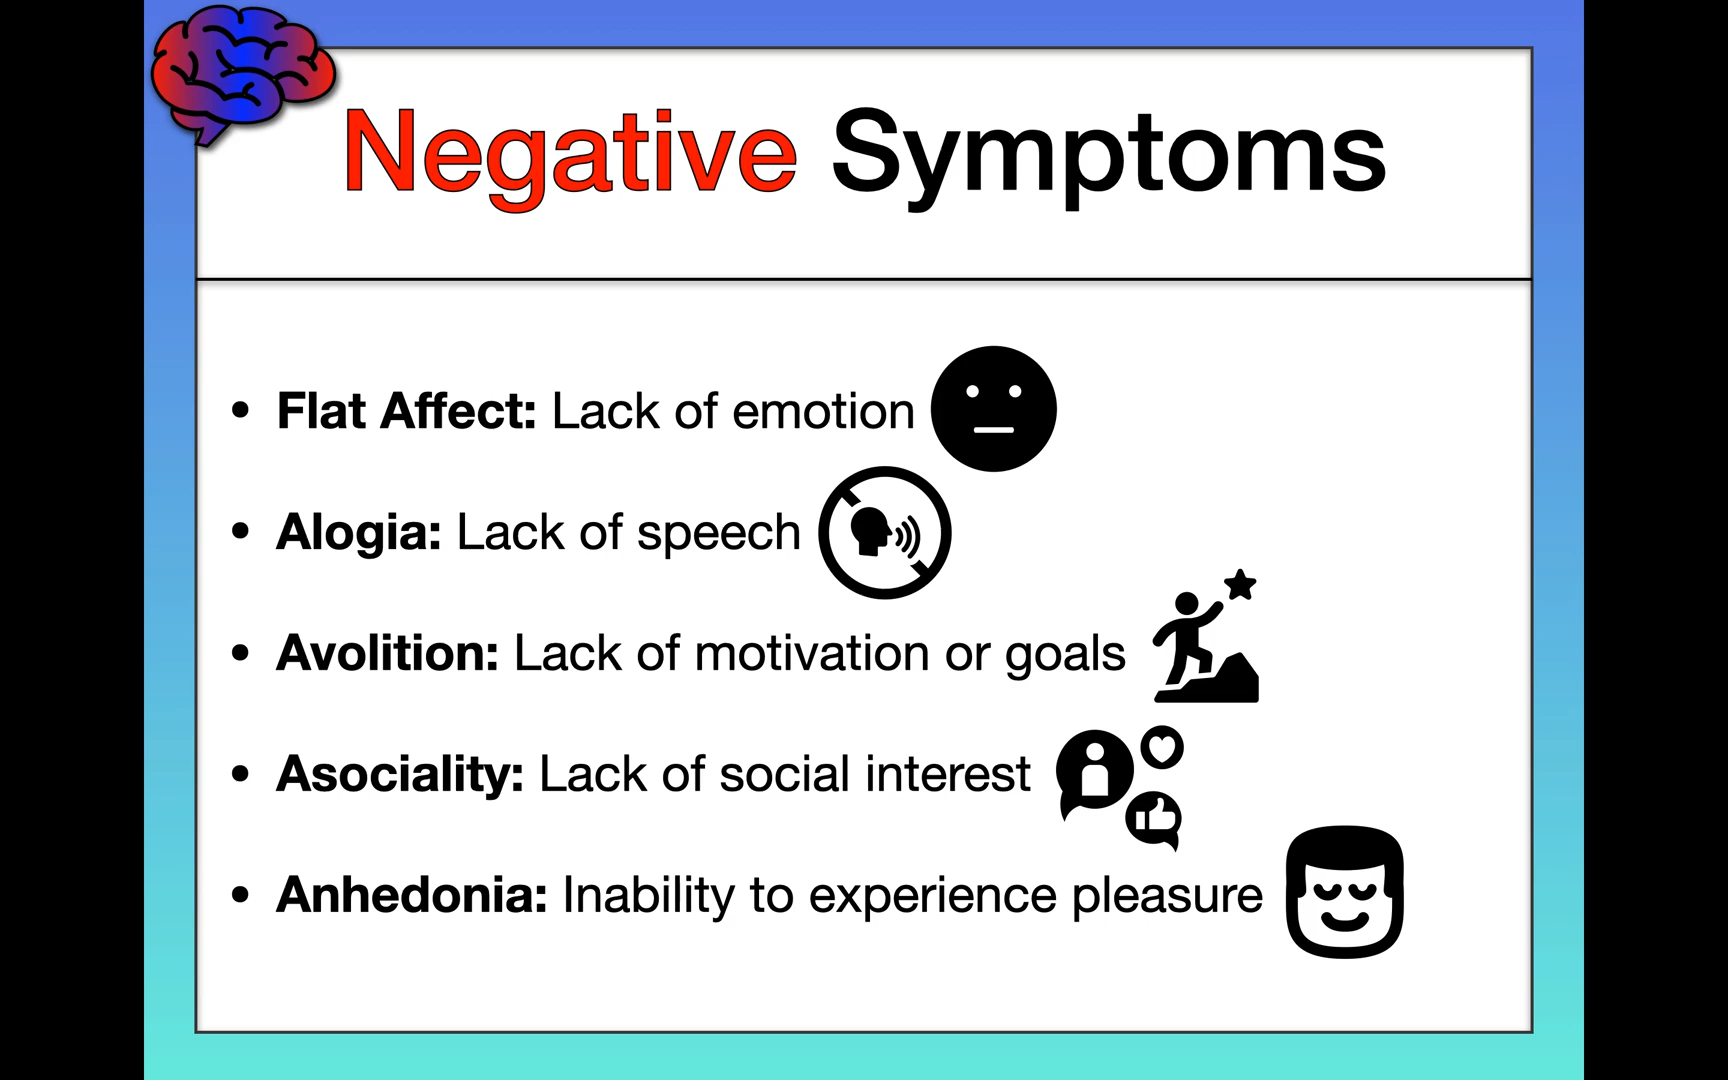 Negative Symptoms
• Flat Affect: Lack of emotion
• Alogia: Lack of speech
• Avolition: Lack of motivation or goals
• Asociality: Lack of social interest
• Anhedonia: Inability to experience pleasure